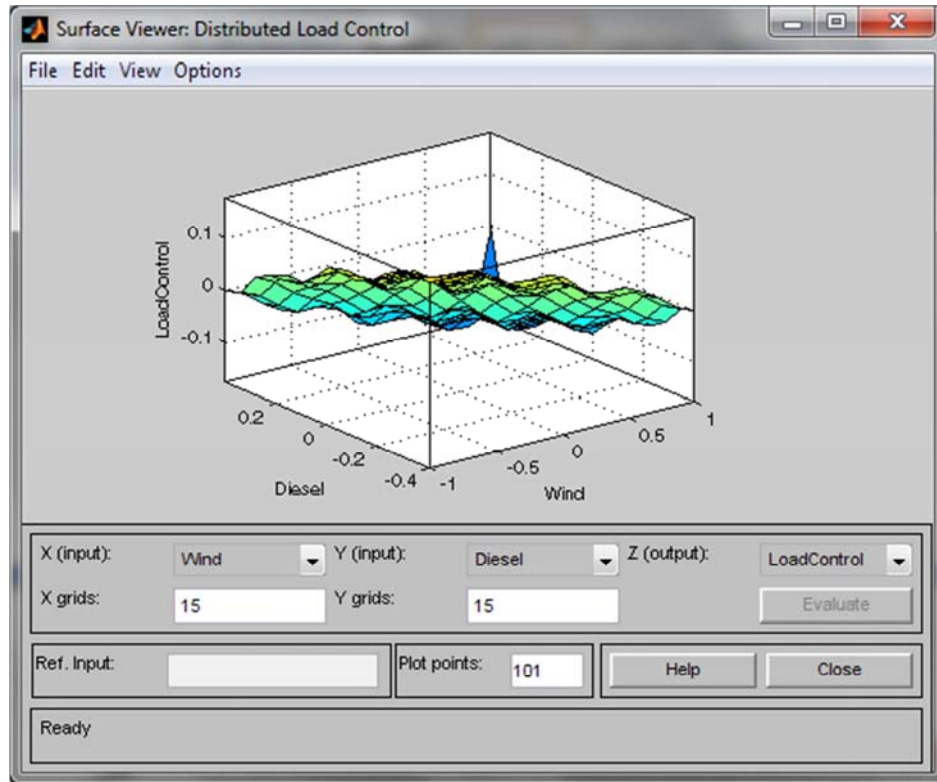 Surface Viewer: Distributed Load Control
File Edit View Options
LoadControl
0.1
0
-0.1
0.2
0
-0.2
-0.4
Diesel
-1
-0.5
0
0.5
1
Wind
X (input): Wind Y (input): Diesel Z (output): LoadControl
X grids: 15 Y grids: 15 Evaluate
Ref. Input: Plot points: 101 Help Close
Ready